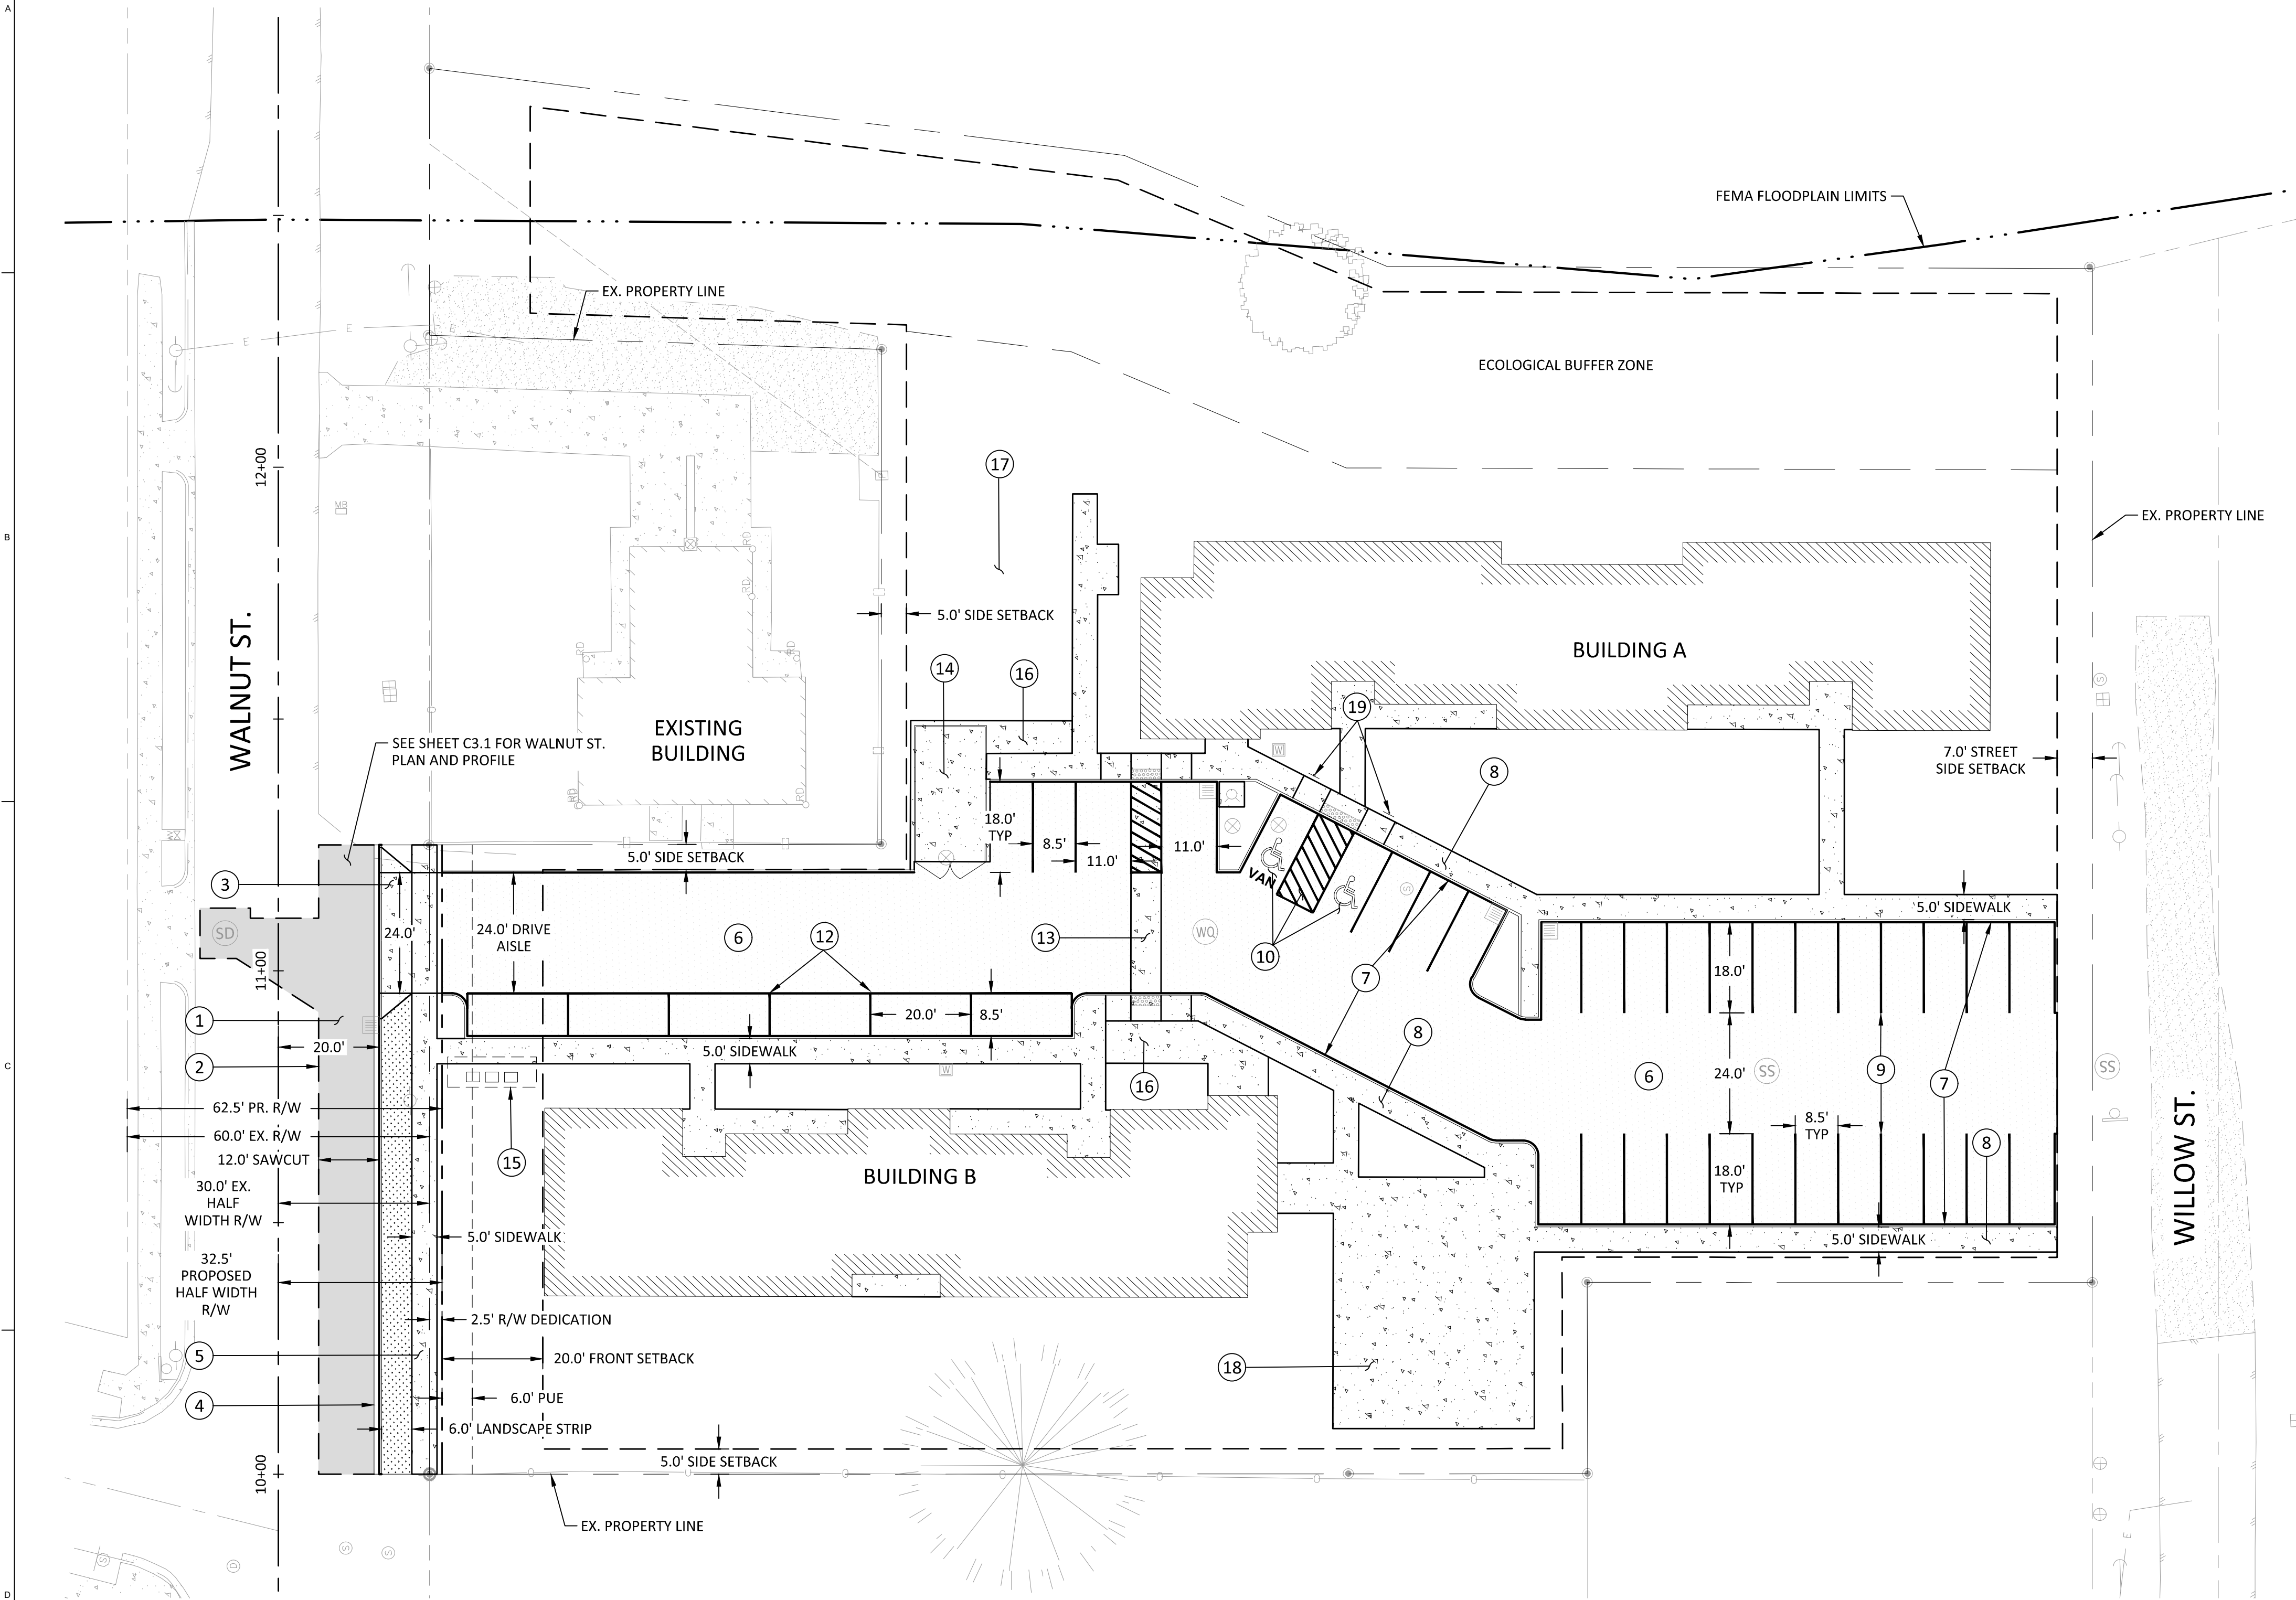 A
FEMA FLOODPLAIN LIMITS
EX. PROPERTY LINE
E
E
E
ECOLOGICAL BUFFER ZONE
12+00
17
MB
EX. PROPERTY LINE
B
RD
RD
5.0' SIDE SETBACK
WALNUT ST.
BUILDING A
RD
RD
14
16
S
19
EXISTING
BUILDING
SEE SHEET C3.1 FOR WALNUT ST.
PLAN AND PROFILE
W
7.0' STREET
SIDE SETBACK
8
RD
RD
18.0'
TYP
8.5'
11.0'
11.0'
5.0' SIDE SETBACK
VAN
3
S
5.0' SIDEWALK
SD
24.0'
24.0' DRIVE
AISLE
6
12
13
WQ
10
11+00
7
18.0'
1
20.0'
8.5'
8
20.0'
5.0' SIDEWALK
2
W
16
6
24.0'
SS
9
7
SS
C
62.5' PR. R/W
60.0' EX. R/W
8.5'
TYP
8
12.0' SAWCUT
15
BUILDING B
18.0'
TYP
WILLOW ST.
30.0' EX.
HALF
WIDTH R/W
5.0' SIDEWALK
5.0' SIDEWALK
32.5'
PROPOSED
HALF WIDTH
R/W
2.5' R/W DEDICATION
5
20.0' FRONT SETBACK
18
4
6.0' PUE
6.0' LANDSCAPE STRIP
5.0' SIDE SETBACK
10+00
EX. PROPERTY LINE
E
S
S
S
D
D